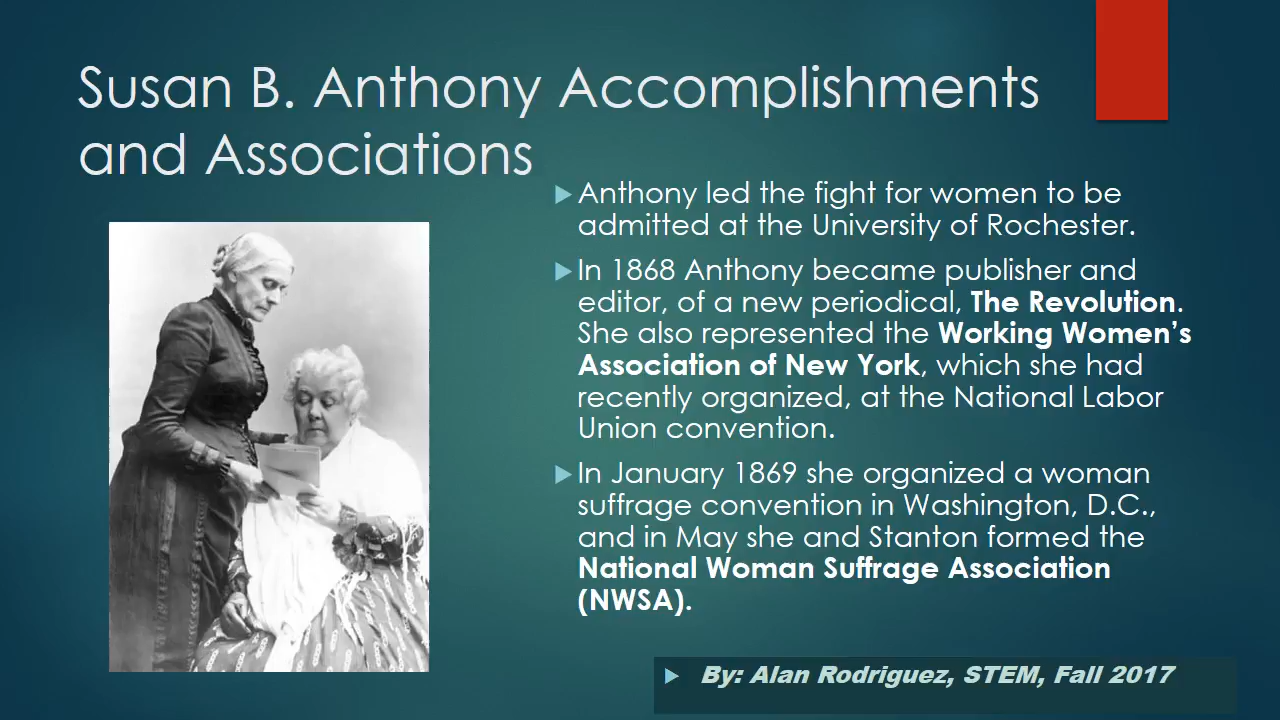 Susan B. Anthony Accomplishments
and Associations
Anthony led the fight for women to be
admitted at the University of Rochester.
In 1868 Anthony became publisher and
editor, of a new periodical, The Revolution.
She also represented the Working Women’s
Association of New York, which she had
recently organized, at the National Labor
Union convention.
In January 1869 she organized a woman
suffrage convention in Washington, D.C.,
and in May she and Stanton formed the
National Woman Suffrage Association
(NWSA).
By: Alan Rodriguez, STEM, Fall 2017